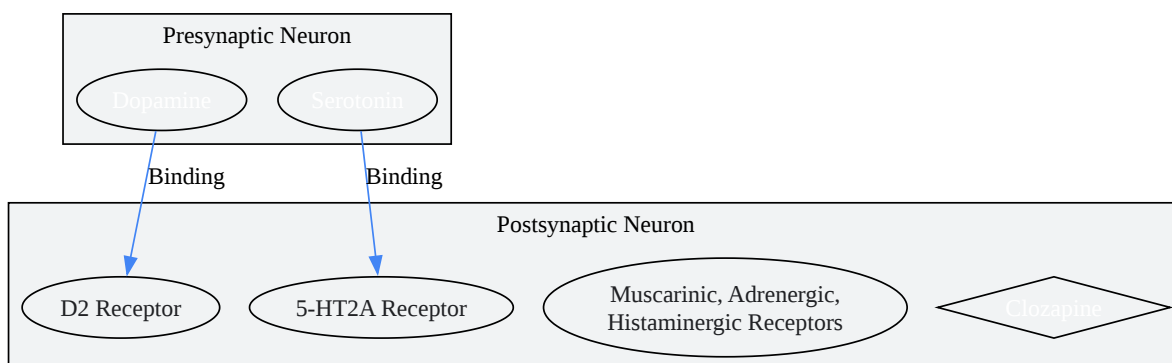 Presynaptic Neuron
Dopamine
Serotonin
Binding
Binding
Postsynaptic Neuron
D2 Receptor
5-HT2A Receptor
Muscarinic, Adrenergic,
Histaminergic Receptors
Clozapine